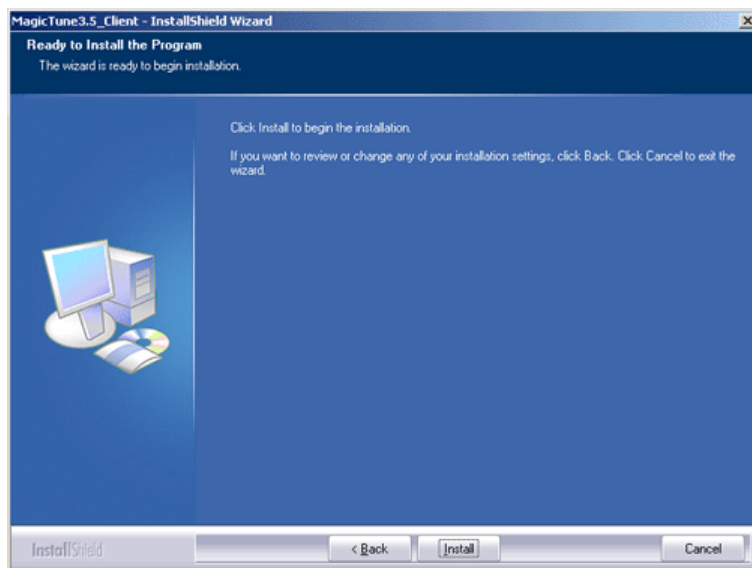 MagicTune3.5_Client - InstallShield Wizard
Ready to Install the Program
The wizard is ready to begin installation.
Click Install to begin the installation.
If you want to review or change any of your installation settings, click Back. Click Cancel to exit the
wizard.
InstallShield
< Back
Install
Cancel